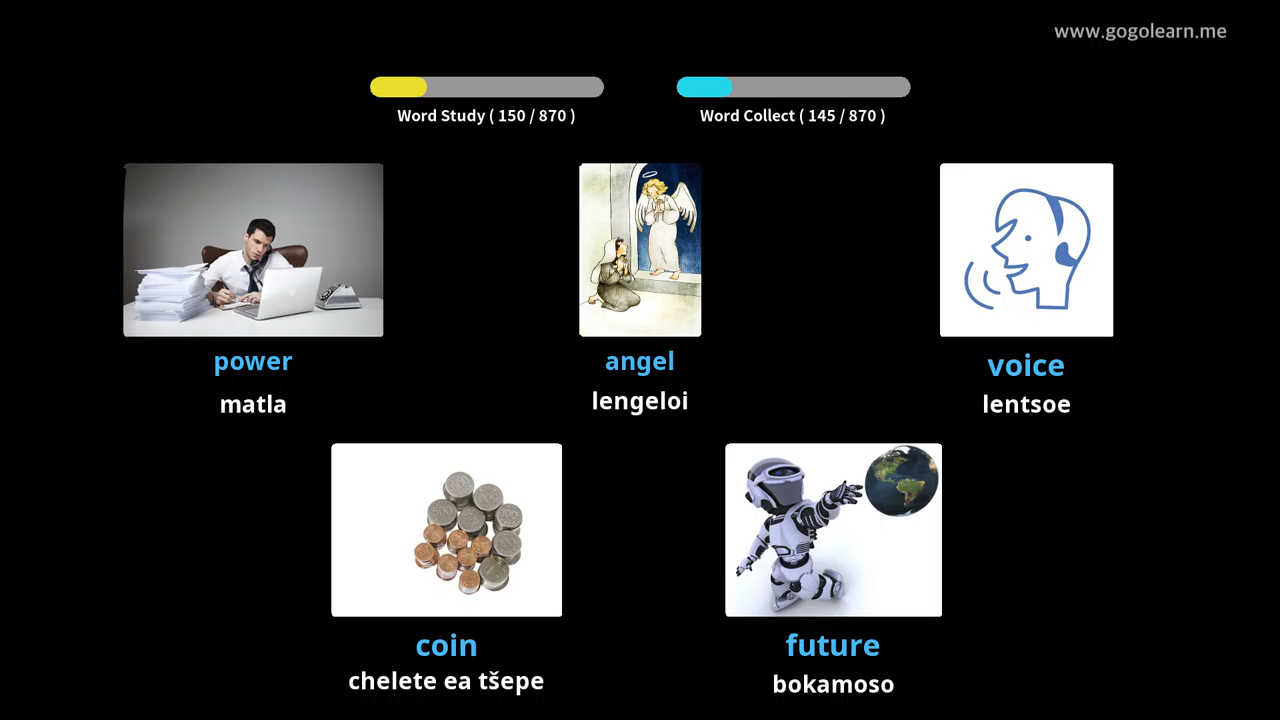 www.gogolearn.me
Word Study ( 150 / 870 )
Word Collect ( 145 / 870 )
power
matla
angel
lengeloi
voice
lentsoe
coin
chelete ea tšepe
future
bokamoso